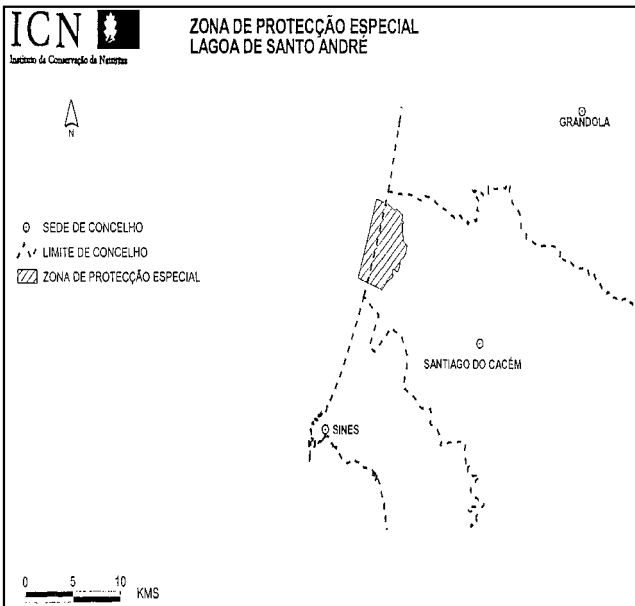 ICN
Instituto da Conservação da Natureza
ZONA DE PROTECÇÃO ESPECIAL
LAGOA DE SANTO ANDRÉ
N
GRANDOLA
SEDE DE CONCELHO
LIMITE DE CONCELHO
ZONA DE PROTECÇÃO ESPECIAL
SANTIAGO DO CACÉM
SINES
0 5 10 KMS